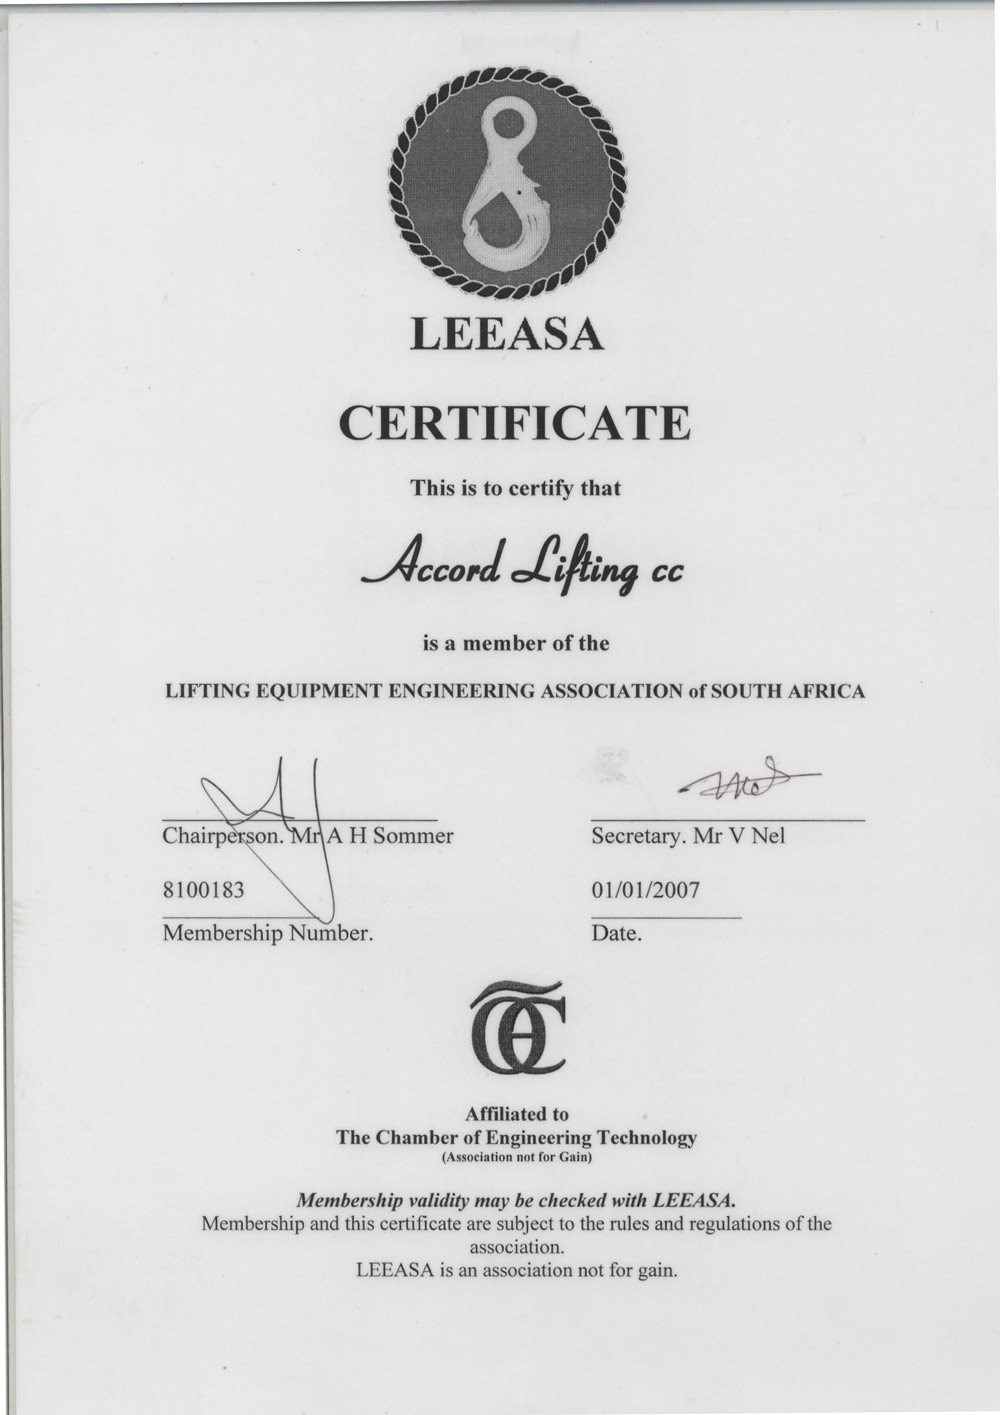 LEEASA
CERTIFICATE
This is to certify that
Accord Lifting cc
is a member of the
LIFTING EQUIPMENT ENGINEERING ASSOCIATION of SOUTH AFRICA
Chairperson. Mr A H Sommer
Secretary. Mr V Nel
8100183
01/01/2007
Membership Number.
Date.
Affiliated to
The Chamber of Engineering Technology
(Association not for Gain)
Membership validity may be checked with LEEASA.
Membership and this certificate are subject to the rules and regulations of the
association.
LEEASA is an association not for gain.